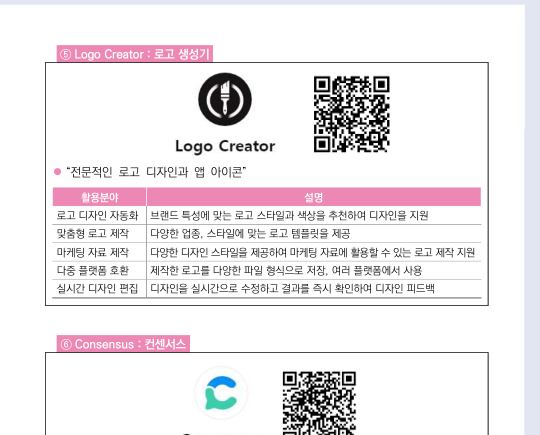 ⑤ Logo Creator : 로고 생성기
Logo Creator
● “전문적인 로고 디자인과 앱 아이콘”
활용분야 설명
로고 디자인 자동화 브랜드 특성에 맞는 로고 스타일과 색상을 추천하여 디자인을 지원
맞춤형 로고 제작 다양한 업종, 스타일에 맞는 로고 템플릿을 제공
마케팅 자료 제작 다양한 디자인 스타일을 제공하여 마케팅 자료에 활용할 수 있는 로고 제작 지원
다중 플랫폼 호환 제작한 로고를 다양한 파일 형식으로 저장, 여러 플랫폼에서 사용
실시간 디자인 편집 디자인을 실시간으로 수정하고 결과를 즉시 확인하여 디자인 피드백
⑥ Consensus : 컨센서스